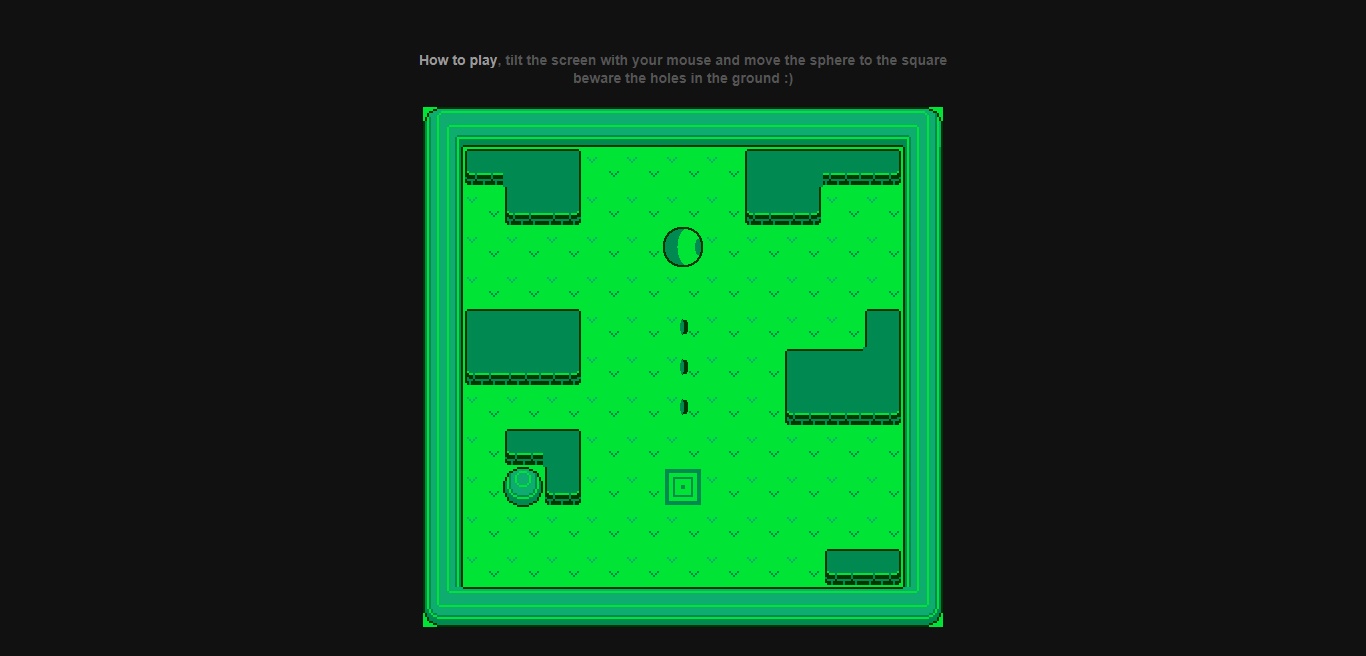 How to play, tilt the screen with your mouse and move the sphere to the square
beware the holes in the ground :)